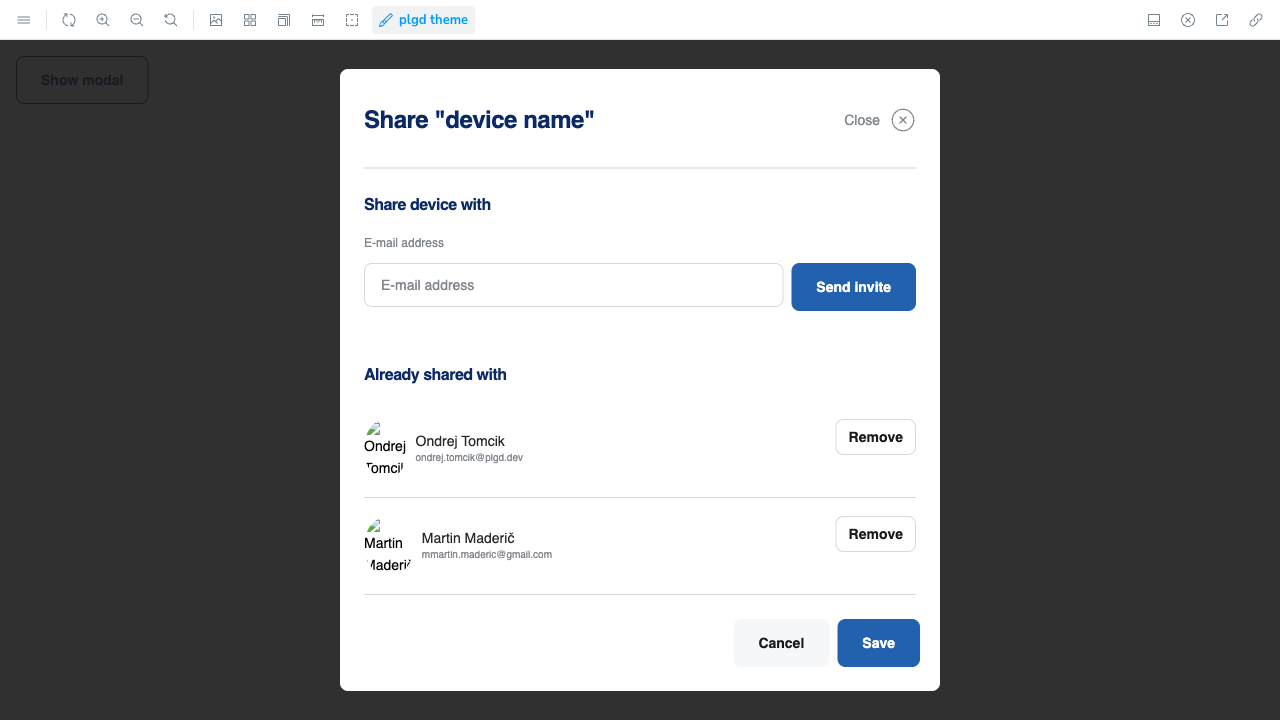 plgd theme
Show modal
Share "device name"
Close
Share device with
E-mail address
E-mail address
Send invite
Already shared with
Ondrej
Tomcik
Ondrej Tomcik
ondrej.tomcik@plgd.dev
Remove
Martin
Maderič
Martin Maderič
mmartin.maderic@gmail.com
Remove
Cancel
Save